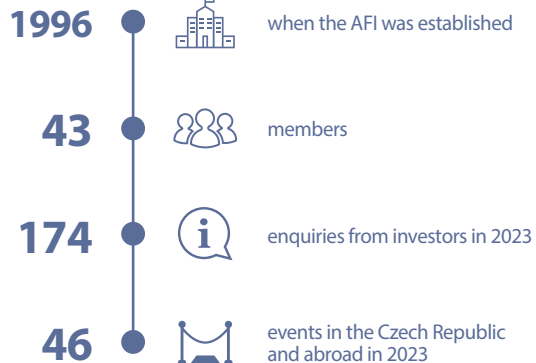 1996 when the AFI was established
43 members
174 enquiries from investors in 2023
46 events in the Czech Republic
and abroad in 2023